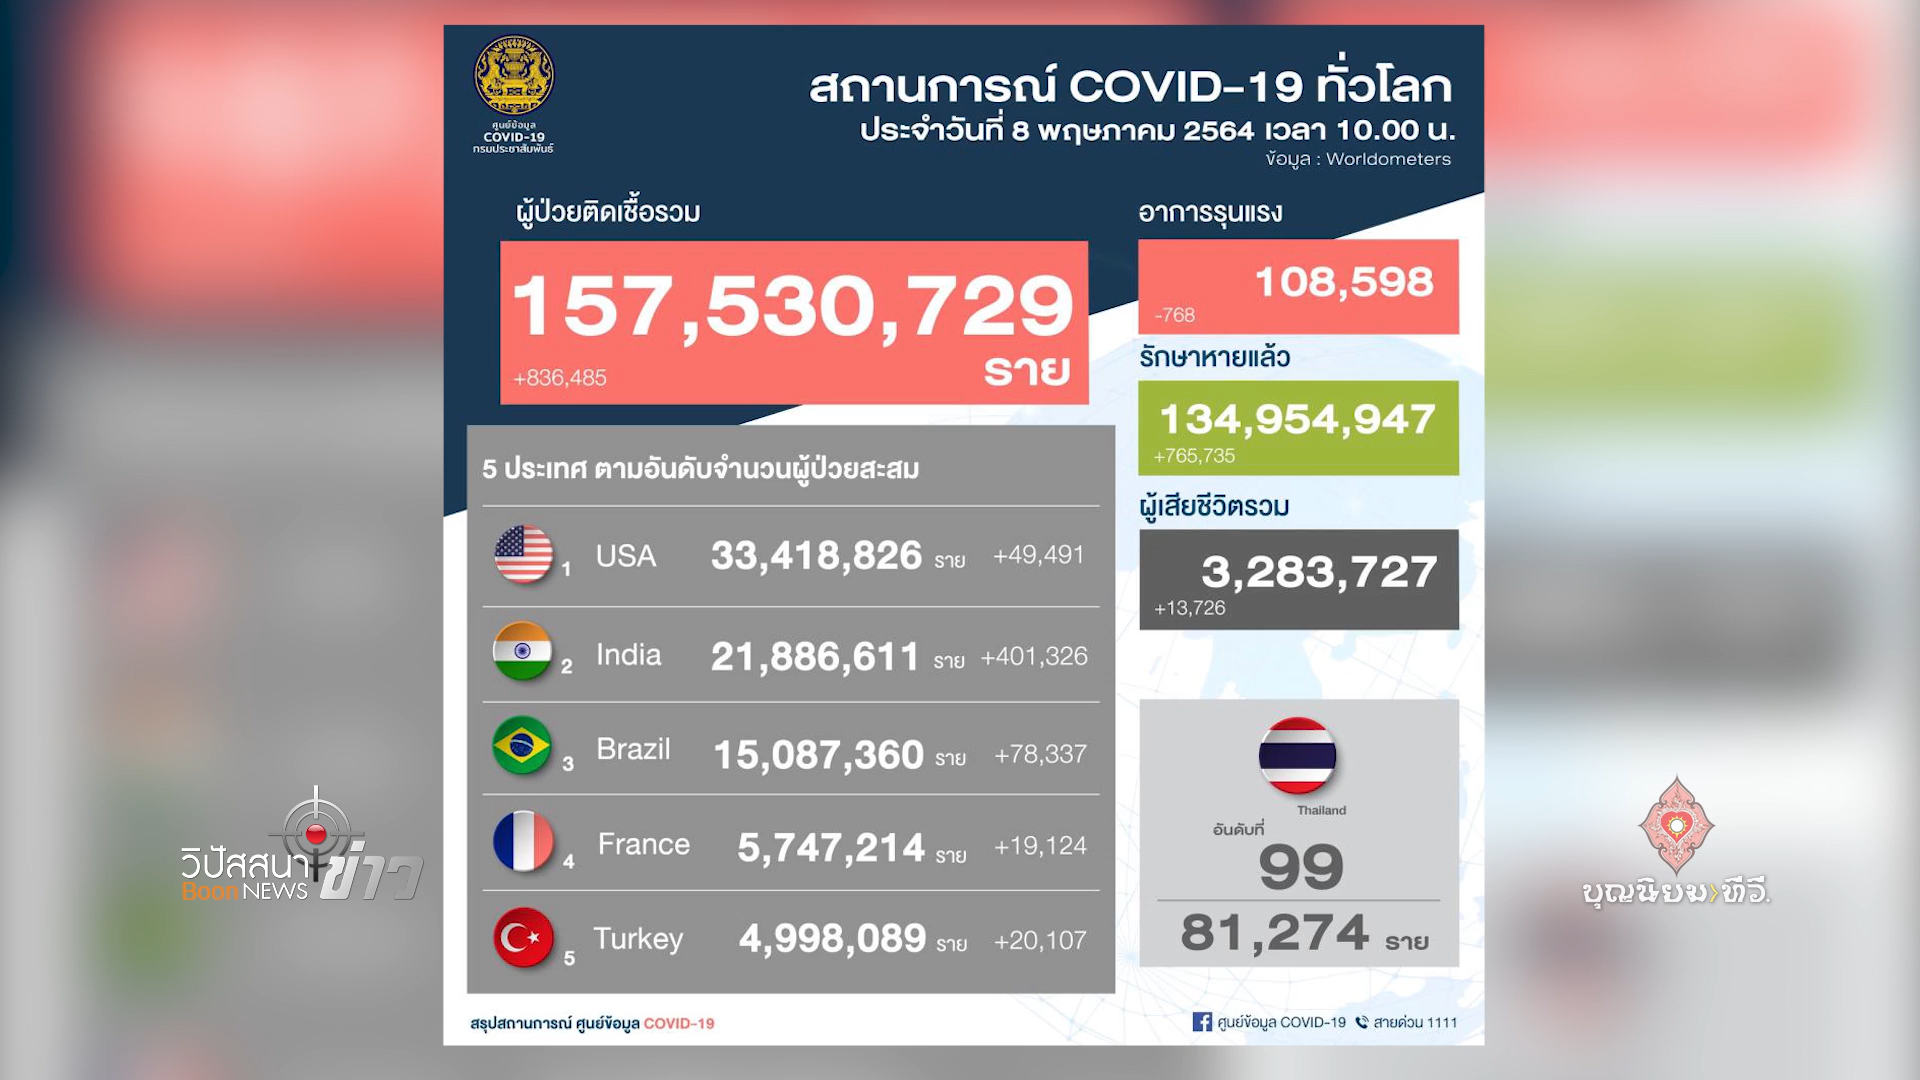 ศูนย์ข้อมูล
COVID-19
กรมประชาสัมพันธ์
สถานการณ์ COVID-19 ทั่วโลก
ประจำวันที่ 8 พฤษภาคม 2564 เวลา 10.00 น.
ข้อมูล : Worldometers
ผู้ป่วยติดเชื้อรวม
157,530,729
+836,485 ราย
อาการรุนแรง
108,598
-768
รักษาหายแล้ว
134,954,947
+765,735
ผู้เสียชีวิตรวม
3,283,727
+13,726
5 ประเทศ ตามอันดับจำนวนผู้ป่วยสะสม
1 USA 33,418,826 ราย +49,491
2 India 21,886,611 ราย +401,326
3 Brazil 15,087,360 ราย +78,337
4 France 5,747,214 ราย +19,124
5 Turkey 4,998,089 ราย +20,107
Thailand
อันดับที่
99
81,274 ราย
สรุปสถานการณ์ ศูนย์ข้อมูล COVID-19
ศูนย์ข้อมูล COVID-19 สายด่วน 1111
วิปัสสนาข่าว
Boon NEWS
บุญนิยมทีวี.